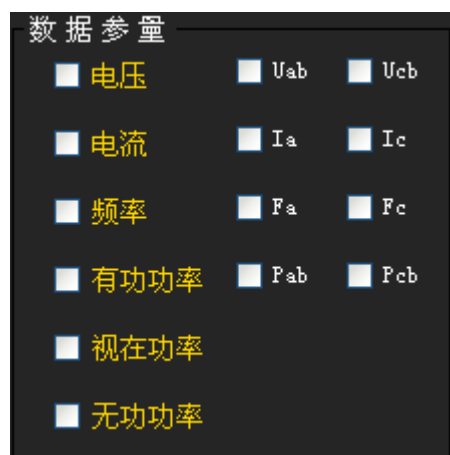 数据参量
电压 Uab Ucb
电流 Ia Ic
频率 Fa Fc
有功功率 Pab Pcb
视在功率
无功功率